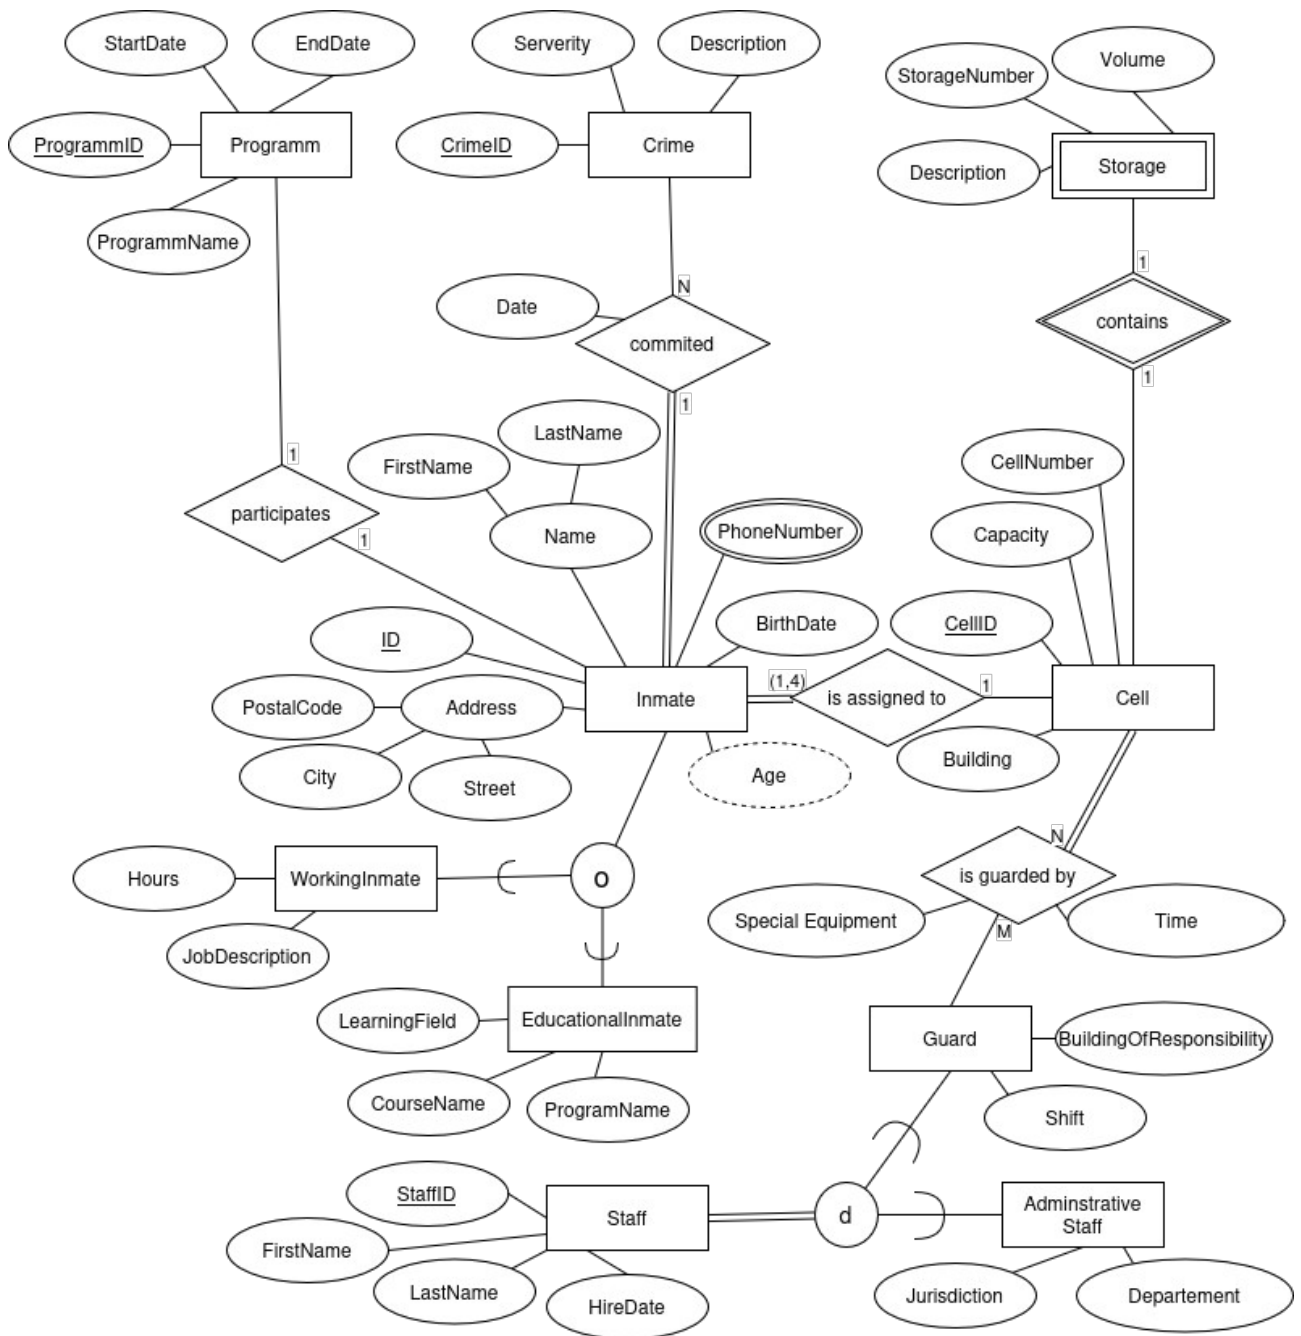 StartDate
EndDate
Serverity
Description
Volume
StorageNumber
ProgrammID
Programm
CrimeID
Crime
Storage
Description
ProgrammName
1
N
Date
contains
commited
1
1
LastName
CellNumber
FirstName
1
participates
Name
PhoneNumber
Capacity
1
ID
BirthDate
CellID
(1,4)
1
Inmate
is assigned to
Cell
PostalCode
Address
City
Street
Age
Building
N
Hours
WorkingInmate
o
is guarded by
Special Equipment
Time
M
JobDescription
LearningField
EducationalInmate
Guard
BuildingOfResponsibility
CourseName
ProgramName
Shift
StaffID
Staff
d
Adminstrative
Staff
FirstName
LastName
HireDate
Jurisdiction
Departement